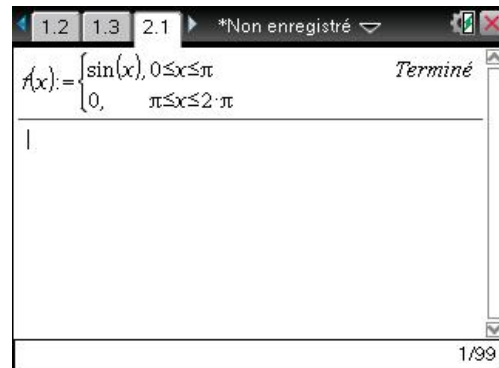 1.2 1.3 2.1 *Non enregistré
f(x):={sin(x), 0≤x≤π Terminé
0, π≤x≤2·π
1/99